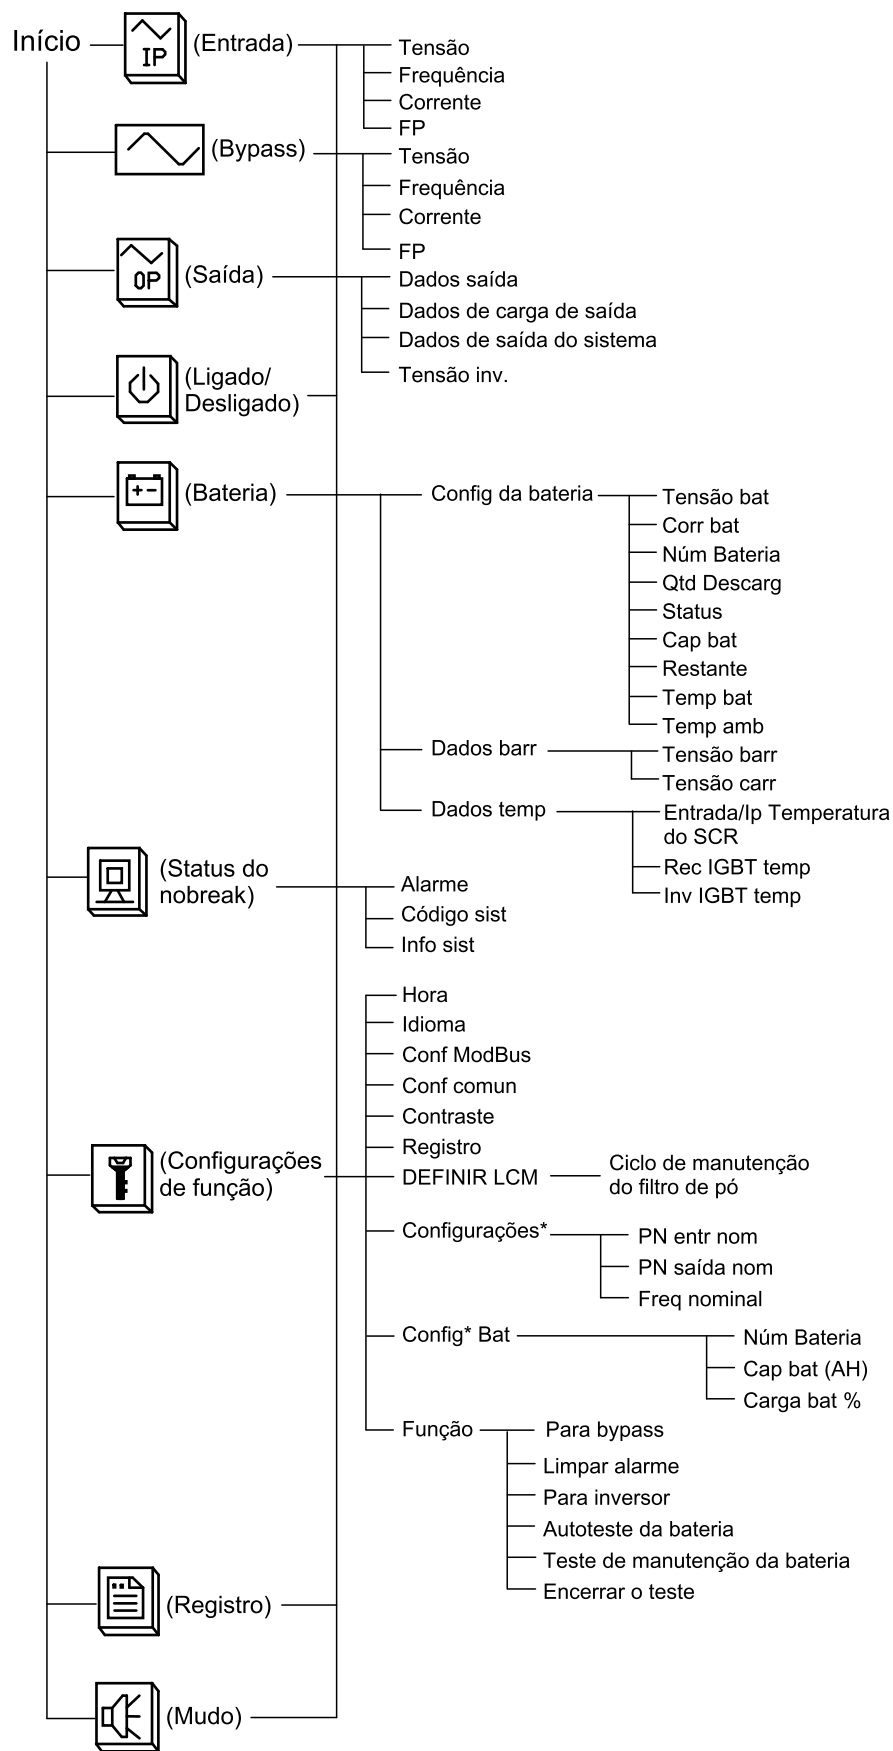 Início
IP
(Entrada)
Tensão
Frequência
Corrente
FP
(Bypass)
Tensão
Frequência
Corrente
FP
OP
(Saída)
Dados saída
Dados de carga de saída
Dados de saída do sistema
Tensão inv.
(Ligado/
Desligado)
+ -
(Bateria)
Config da bateria
Tensão bat
Corr bat
Núm Bateria
Qtd Descarg
Status
Cap bat
Restante
Temp bat
Temp amb
Dados barr
Tensão barr
Tensão carr
Dados temp
Entrada/Ip Temperatura
do SCR
Rec IGBT temp
Inv IGBT temp
(Status do
nobreak)
Alarme
Código sist
Info sist
(Configurações
de função)
Hora
Idioma
Conf ModBus
Conf comun
Contraste
Registro
DEFINIR LCM
Ciclo de manutenção
do filtro de pó
Configurações*
PN entr nom
PN saída nom
Freq nominal
Config* Bat
Núm Bateria
Cap bat (AH)
Carga bat %
Função
Para bypass
Limpar alarme
Para inversor
Autoteste da bateria
Teste de manutenção da bateria
Encerrar o teste
(Registro)
(Mudo)